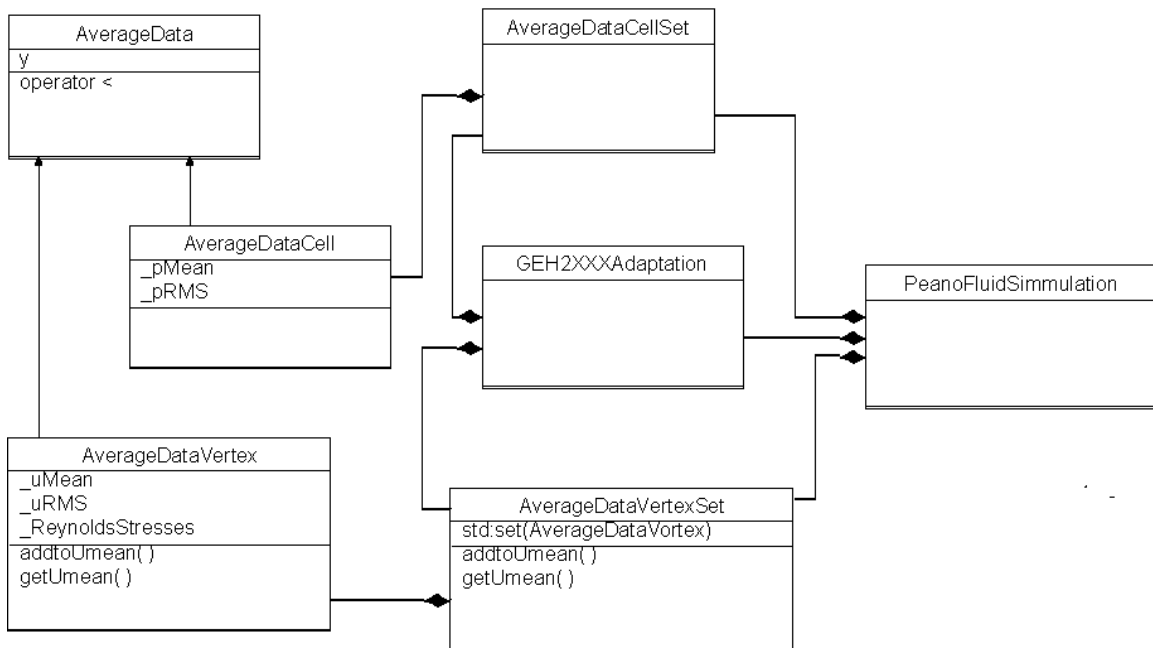 AverageData
y
operator <
AverageDataCellSet
AverageDataCell
_pMean
_pRMS
GEH2XXXAdaptation
PeanoFluidSimmulation
AverageDataVertex
_uMean
_uRMS
_ReynoldsStresses
addtoUmean( )
getUmean( )
AverageDataVertexSet
std:set(AverageDataVortex)
addtoUmean( )
getUmean( )